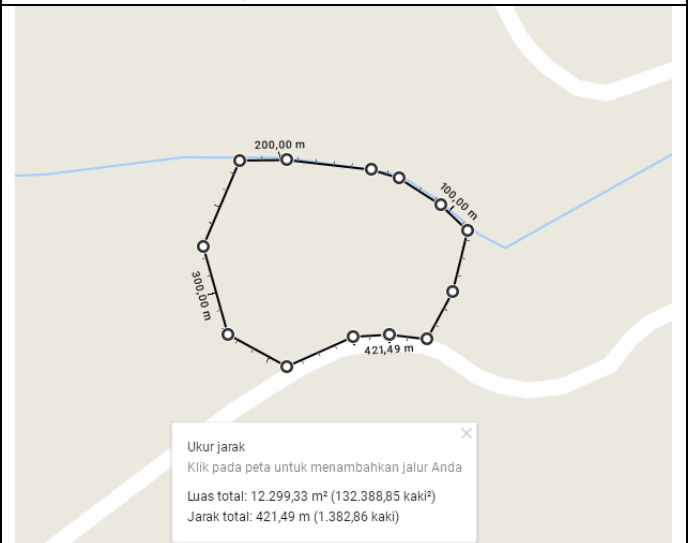 200,00 m
100,00 m
300,00 m
421,49 m
Ukur jarak
Klik pada peta untuk menambahkan jalur Anda
Luas total: 12.299,33 m² (132.388,85 kaki²)
Jarak total: 421,49 m (1.382,86 kaki)